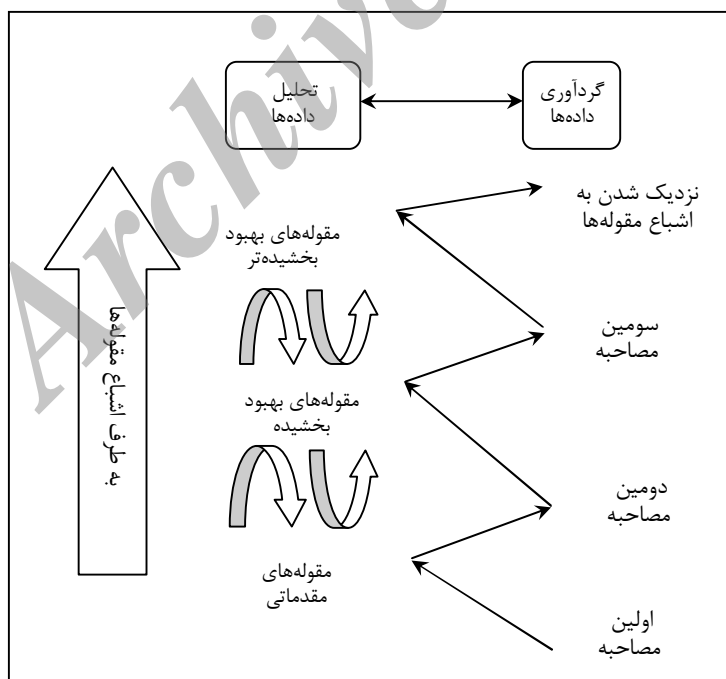 گردآوری
داده‌ها
تحلیل
داده‌ها
نزدیک شدن به
اشباع مقوله‌ها
مقوله‌های بهبود
بخشیده‌تر
سومین
مصاحبه
مقوله‌های بهبود
بخشیده
دومین
مصاحبه
مقوله‌های
مقدماتی
اولین
مصاحبه
به طرف اشباع مقوله‌ها
Archive